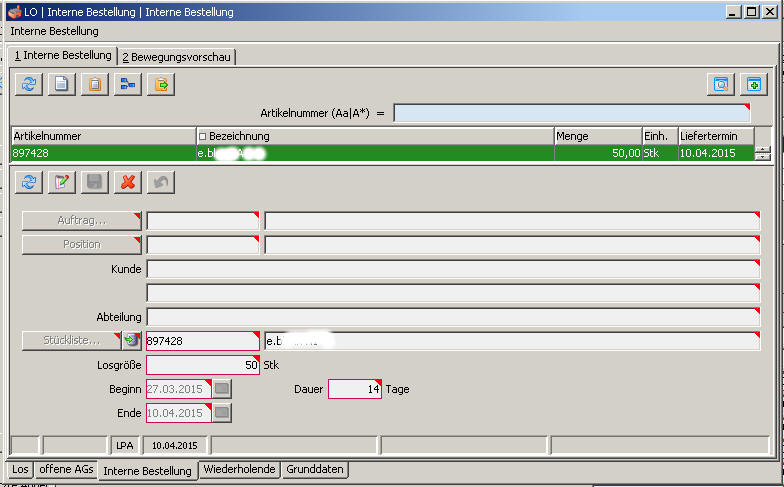 LO | Interne Bestellung | Interne Bestellung
Interne Bestellung
1 Interne Bestellung 2 Bewegungsvorschau
Artikelnummer (Aa|A*) =
Artikelnummer Bezeichnung Menge Einh. Liefertermin
897428 50,00 Stk 10.04.2015
Auftrag...
Position
Kunde
Abteilung
Stückliste... 897428
Losgröße 50 Stk
Beginn 27.03.2015 Dauer 14 Tage
Ende 10.04.2015
LPA 10.04.2015
Los offene AGs Interne Bestellung Wiederholende Grunddaten